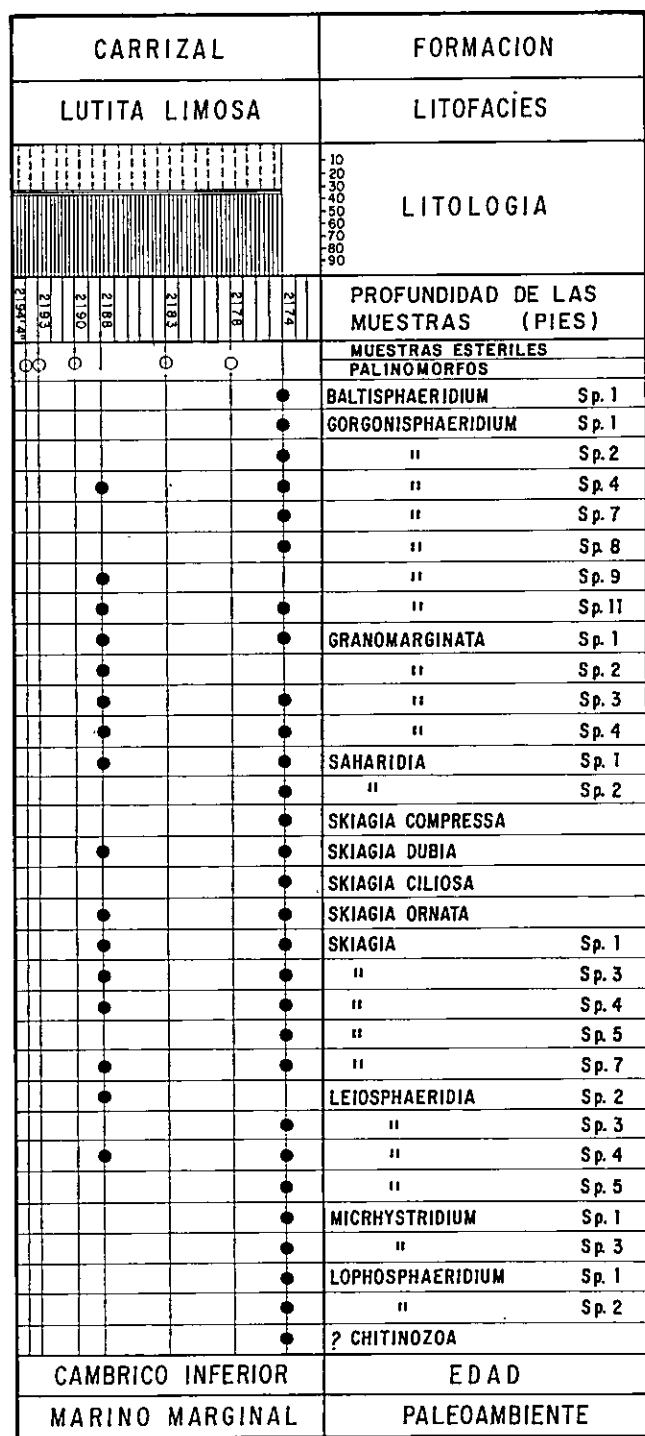 CARRIZAL FORMACION
LUTITA LIMOSA LITOFACÍES
10
20
30
40
50
60
70
80
90
LITOLOGIA
2194'4" 2193 2190 2188 2183 2178 2174
PROFUNDIDAD DE LAS
MUESTRAS (PIES)
MUESTRAS ESTERILES
PALINOMORFOS
BALTISPHAERIDIUM Sp. 1
GORGONISPHAERIDIUM Sp. 1
" Sp. 2
" Sp. 4
" Sp. 7
" Sp. 8
" Sp. 9
" Sp. 11
GRANOMARGINATA Sp. 1
" Sp. 2
" Sp. 3
" Sp. 4
SAHARIDIA Sp. 1
" Sp. 2
SKIAGIA COMPRESSA
SKIAGIA DUBIA
SKIAGIA CILIOSA
SKIAGIA ORNATA
SKIAGIA Sp. 1
" Sp. 3
" Sp. 4
" Sp. 5
" Sp. 7
LEIOSPHAERIDIA Sp. 2
" Sp. 3
" Sp. 4
" Sp. 5
MICRHYSTRIDIUM Sp. 1
" Sp. 3
LOPHOSPHAERIDIUM Sp. 1
" Sp. 2
? CHITINOZOA
CAMBRICO INFERIOR EDAD
MARINO MARGINAL PALEOAMBIENTE